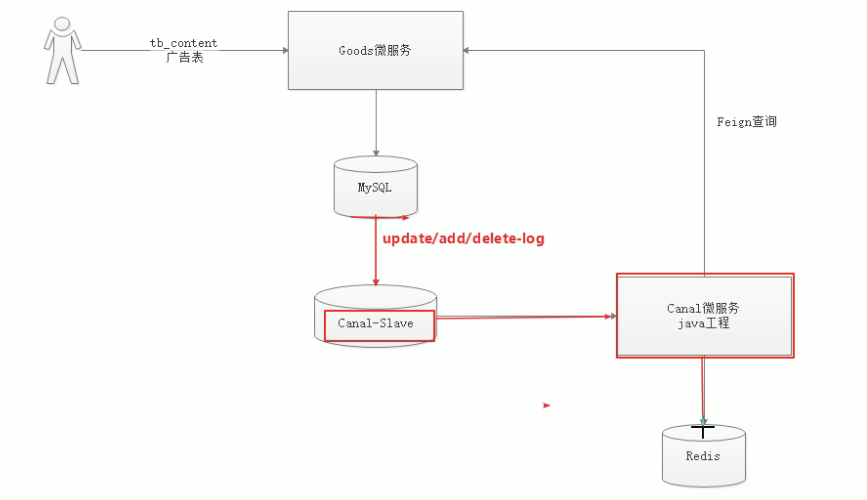 tb_content
广告表
Goods微服务
Feign查询
MySQL
update/add/delete-log
Canal-Slave
Canal微服务
java工程
Redis